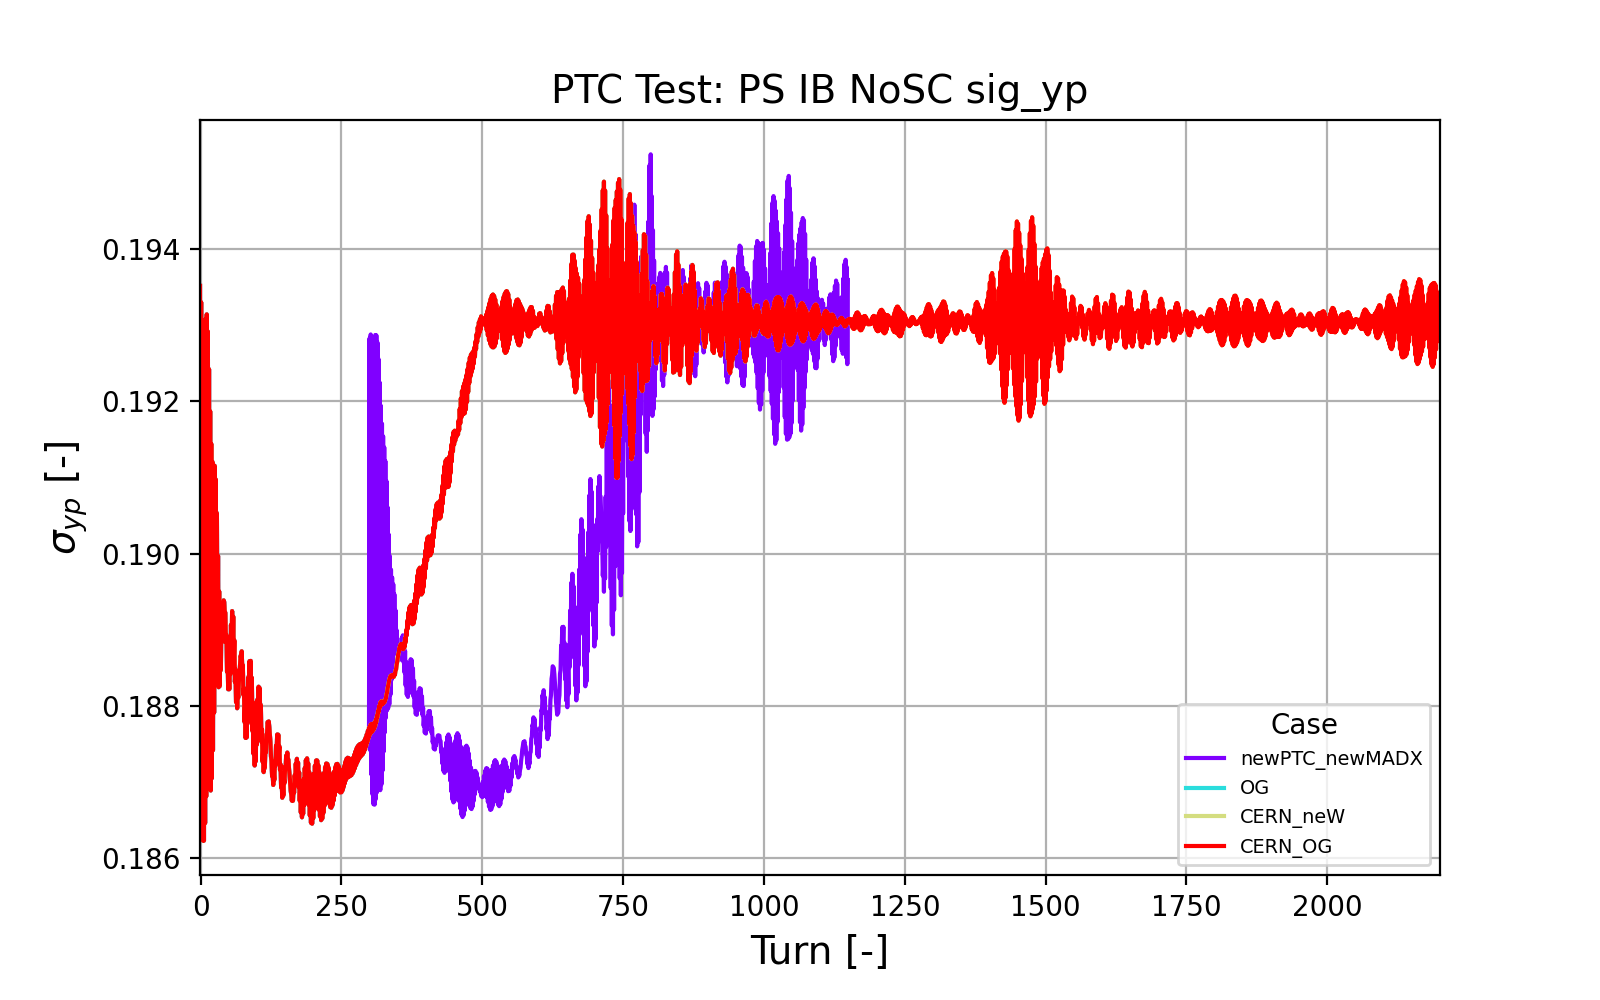 PTC Test: PS IB NoSC sig_yp
σyp [-]
0.194
0.192
0.190
0.188
0.186
0 250 500 750 1000 1250 1500 1750 2000
Turn [-]
Case
newPTC_newMADX
OG
CERN_neW
CERN_OG